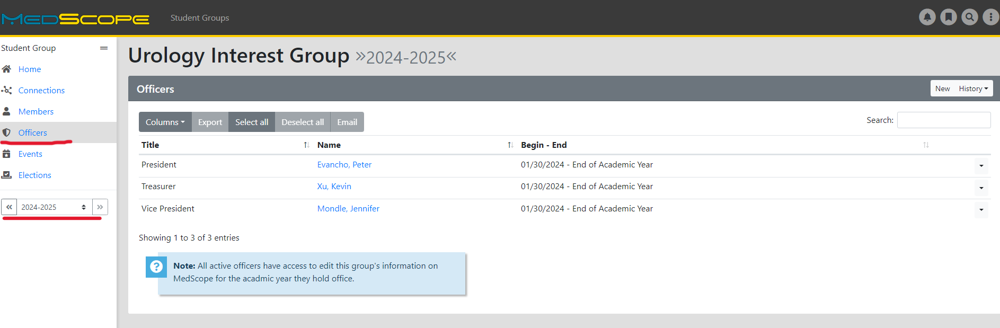 MEDSCOPE Student Groups
Student Group
Home
Connections
Members
Officers
Events
Elections
2024-2025
Urology Interest Group »2024-2025«
Officers
New History
Columns Export Select all Deselect all Email
Search:
Title Name Begin - End
President Evancho, Peter 01/30/2024 - End of Academic Year
Treasurer Xu, Kevin 01/30/2024 - End of Academic Year
Vice President Mondle, Jennifer 01/30/2024 - End of Academic Year
Showing 1 to 3 of 3 entries
Note: All active officers have access to edit this group's information on
MedScope for the acadmic year they hold office.